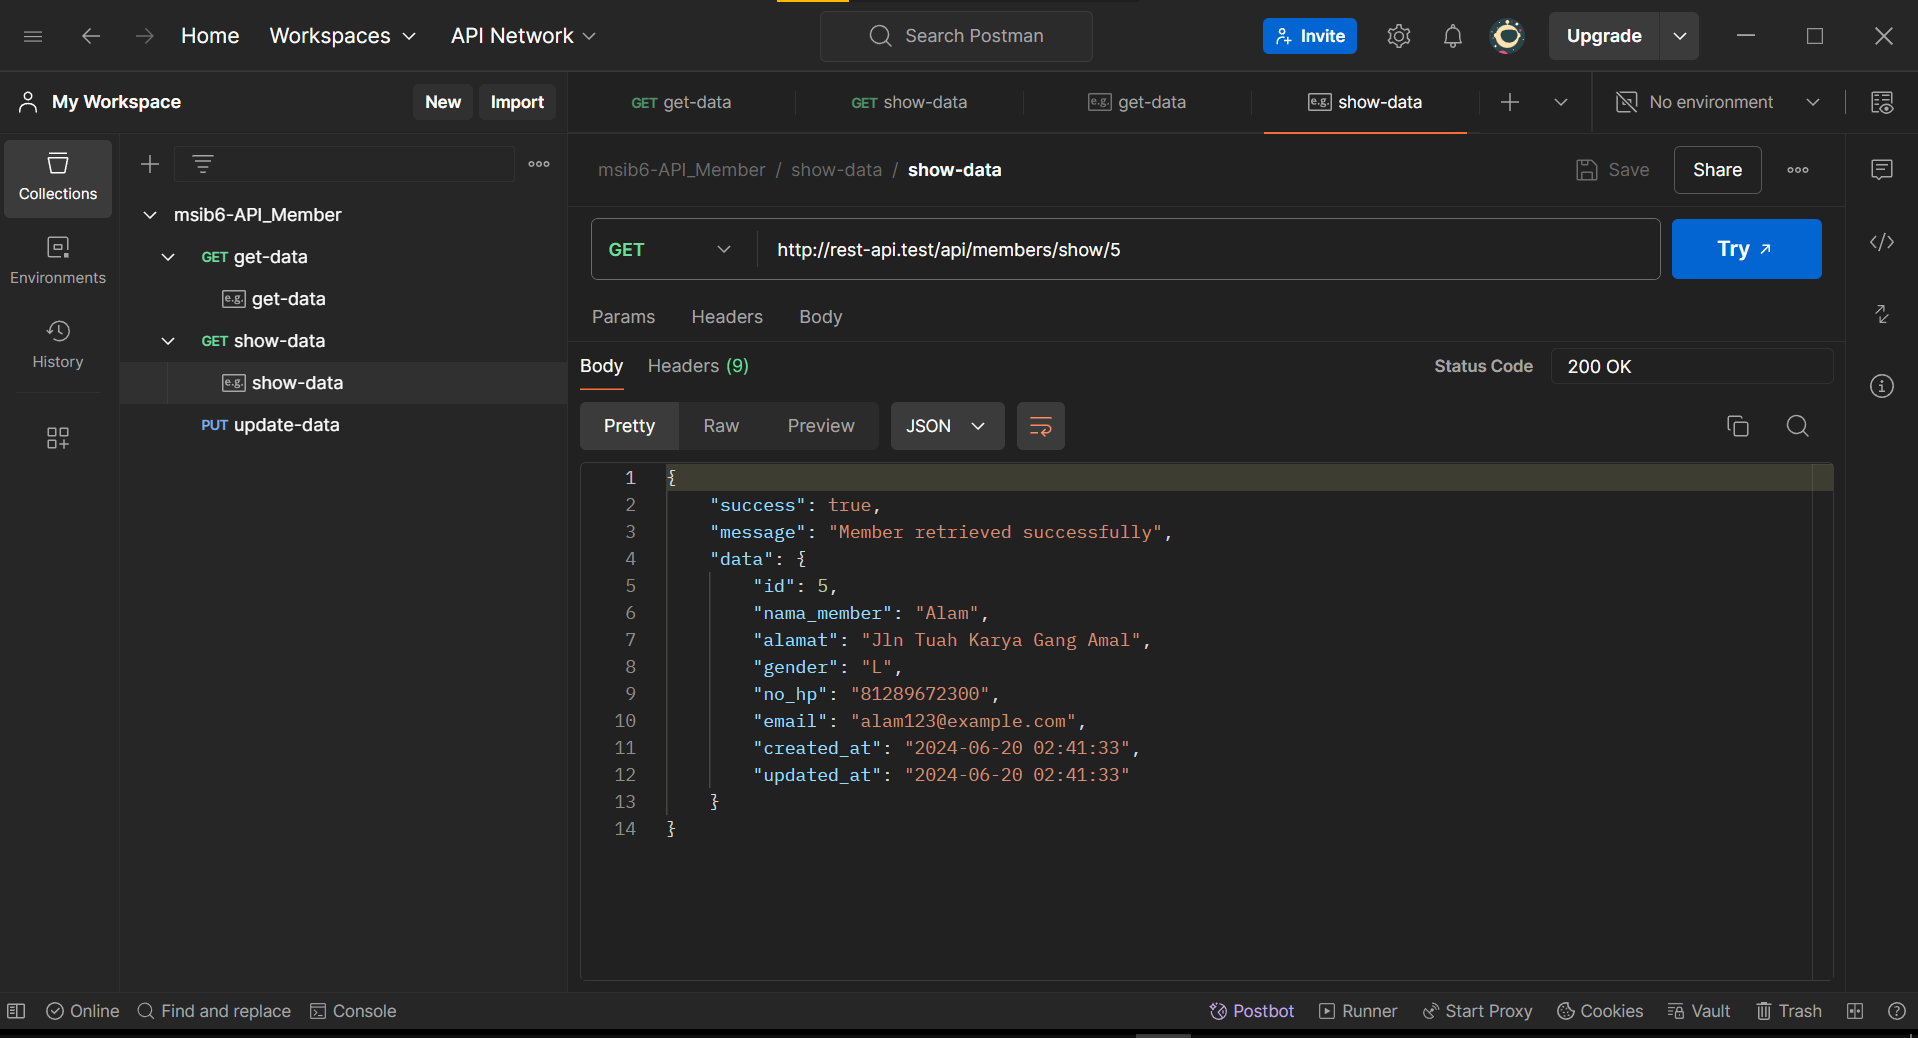 Home Workspaces API Network Search Postman Invite Upgrade
My Workspace New Import GET get-data GET show-data e.g. get-data e.g. show-data No environment
Collections
Environments
History
msib6-API_Member
GET get-data
e.g. get-data
GET show-data
e.g. show-data
PUT update-data
msib6-API_Member / show-data / show-data Save Share
GET http://rest-api.test/api/members/show/5 Try
Params Headers Body
Body Headers (9) Status Code 200 OK
Pretty Raw Preview JSON
1 {
2 "success": true,
3 "message": "Member retrieved successfully",
4 "data": {
5 "id": 5,
6 "nama_member": "Alam",
7 "alamat": "Jln Tuah Karya Gang Amal",
8 "gender": "L",
9 "no_hp": "81289672300",
10 "email": "alam123@example.com",
11 "created_at": "2024-06-20 02:41:33",
12 "updated_at": "2024-06-20 02:41:33"
13 }
14 }
Online Find and replace Console Postbot Runner Start Proxy Cookies Vault Trash